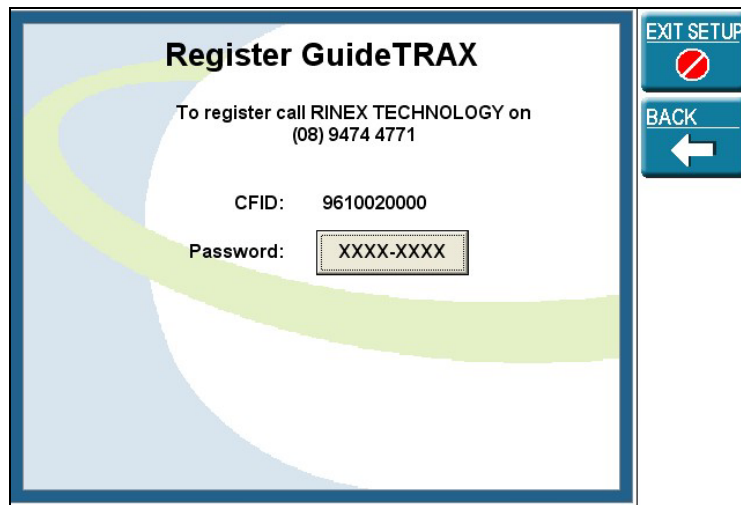 Register GuideTRAX
To register call RINEX TECHNOLOGY on
(08) 9474 4771
CFID: 9610020000
Password: XXXX-XXXX
EXIT SETUP
BACK